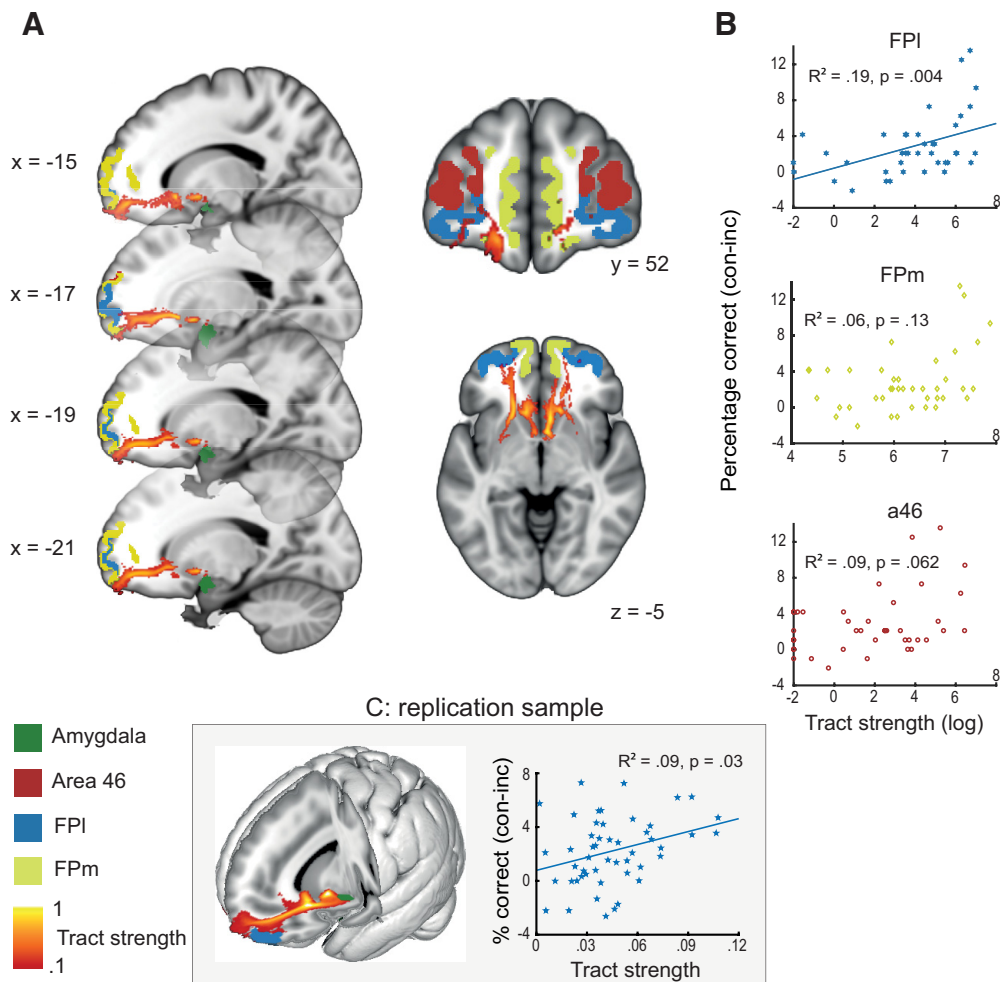 A
x = -15
x = -17
x = -19
x = -21
y = 52
z = -5
B
FPl
R² = .19, p = .004
12
8
4
0
-4
-2
0
2
4
6
8
FPm
R² = .06, p = .13
12
8
4
0
-4
4
5
6
7
8
a46
R² = .09, p = .062
12
8
4
0
-4
-2
0
2
4
6
8
Percentage correct (con-inc)
Tract strength (log)
Amygdala
Area 46
FPl
FPm
1
Tract strength
.1
C: replication sample
R² = .09, p = .03
8
4
0
-4
0
.03
.06
.09
.12
% correct (con-inc)
Tract strength